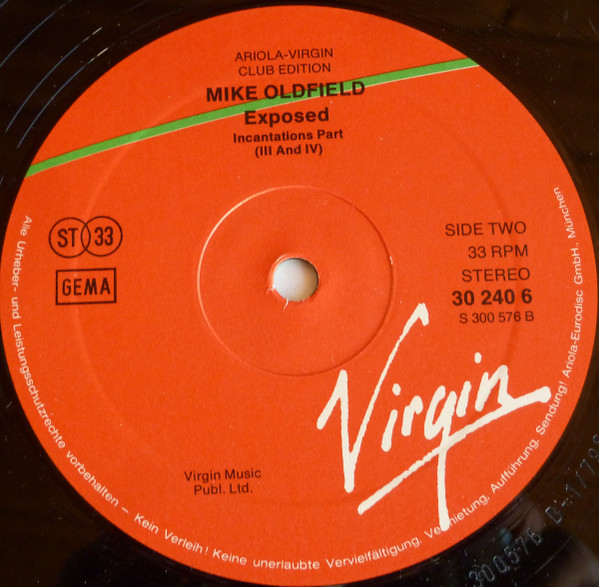 ARIOLA-VIRGIN
CLUB EDITION
MIKE OLDFIELD
Exposed
Incantations Part
(III And IV)
ST 33
GEMA
SIDE TWO
33 RPM
STEREO
30 240 6
S 300 576 B
Virgin
Virgin Music
Publ. Ltd.
Alle Urheber- und Leistungsschutzrechte vorbehalten – Kein Verleih! Keine unerlaubte Vervielfältigung, Vermietung, Aufführung, Sendung! Ariola-Eurodisc GmbH., München